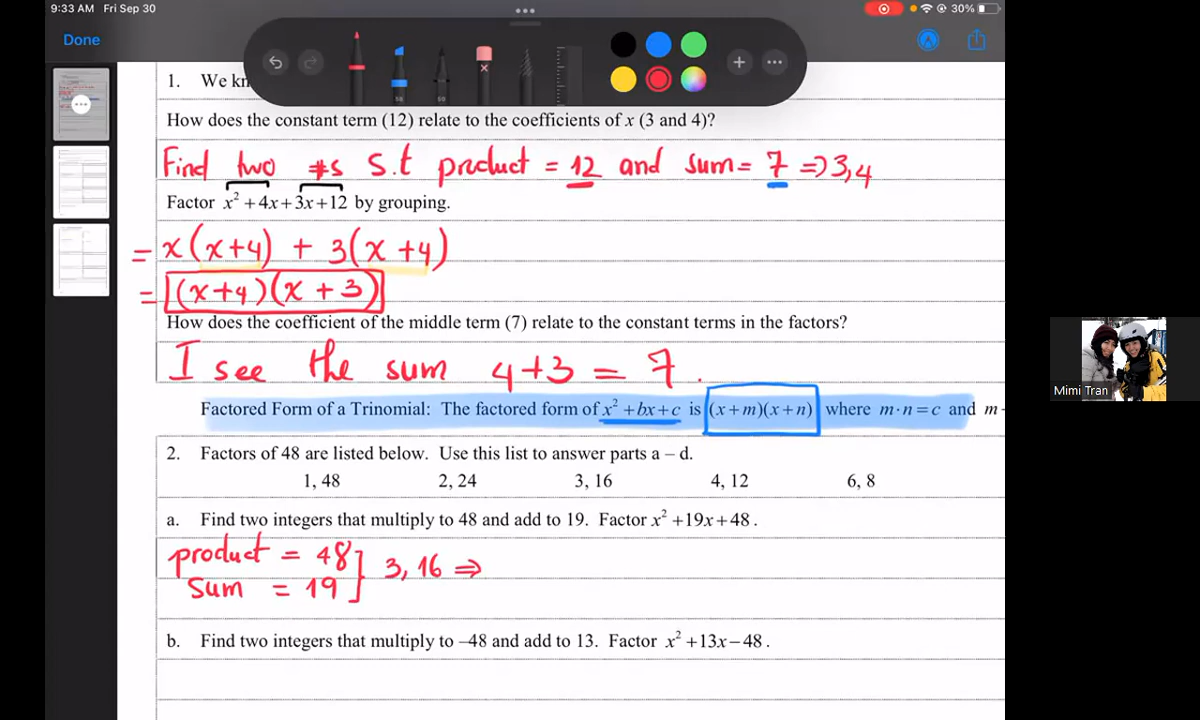 9:33 AM Fri Sep 30
30%
Done
1. We kn
How does the constant term (12) relate to the coefficients of x (3 and 4)?
Find two #s s.t product = 12 and sum = 7 => 3,4
Factor x² + 4x + 3x + 12 by grouping.
= x(x+4) + 3(x+4)
= (x+4)(x+3)
How does the coefficient of the middle term (7) relate to the constant terms in the factors?
I see the sum 4+3 = 7.
Factored Form of a Trinomial: The factored form of x² + bx + c is (x+m)(x+n) where m·n = c and m
2. Factors of 48 are listed below. Use this list to answer parts a – d.
1, 48 2, 24 3, 16 4, 12 6, 8
a. Find two integers that multiply to 48 and add to 19. Factor x² +19x + 48.
product = 48
sum = 19 } 3, 16 ⇒
b. Find two integers that multiply to –48 and add to 13. Factor x² +13x – 48.
Mimi Tran